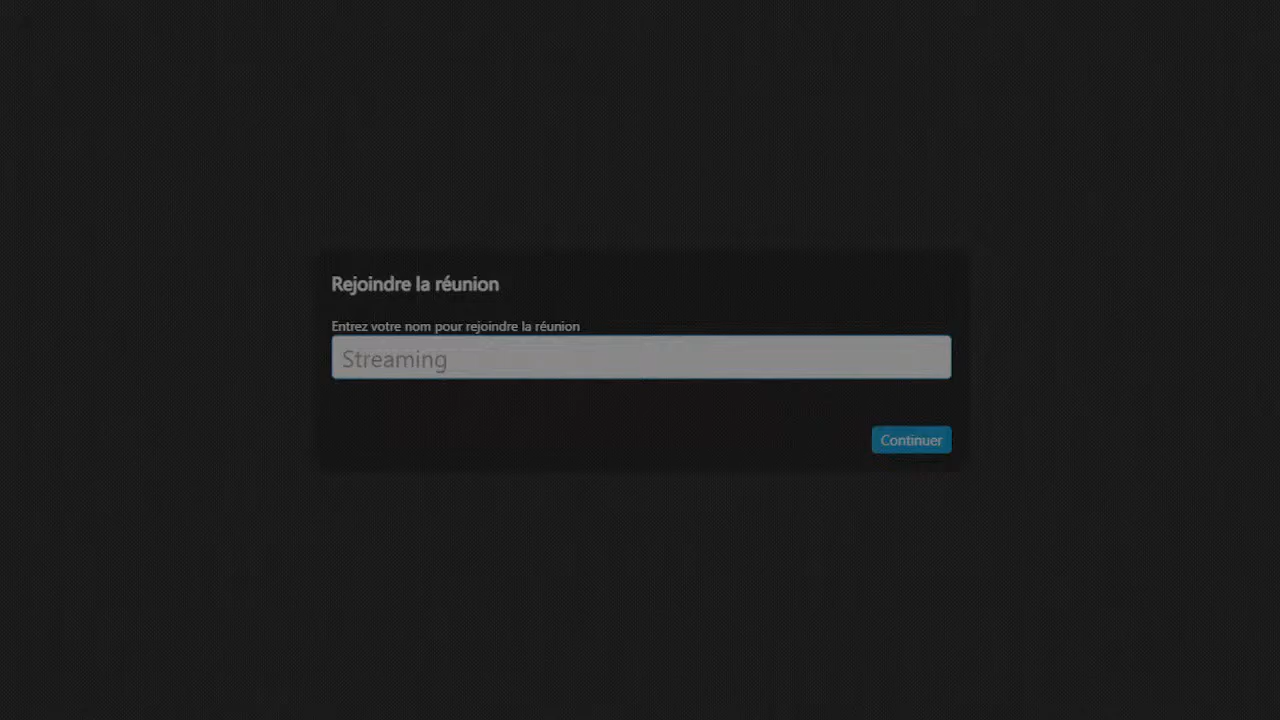 Rejoindre la réunion
Entrez votre nom pour rejoindre la réunion
Streaming
Continuer